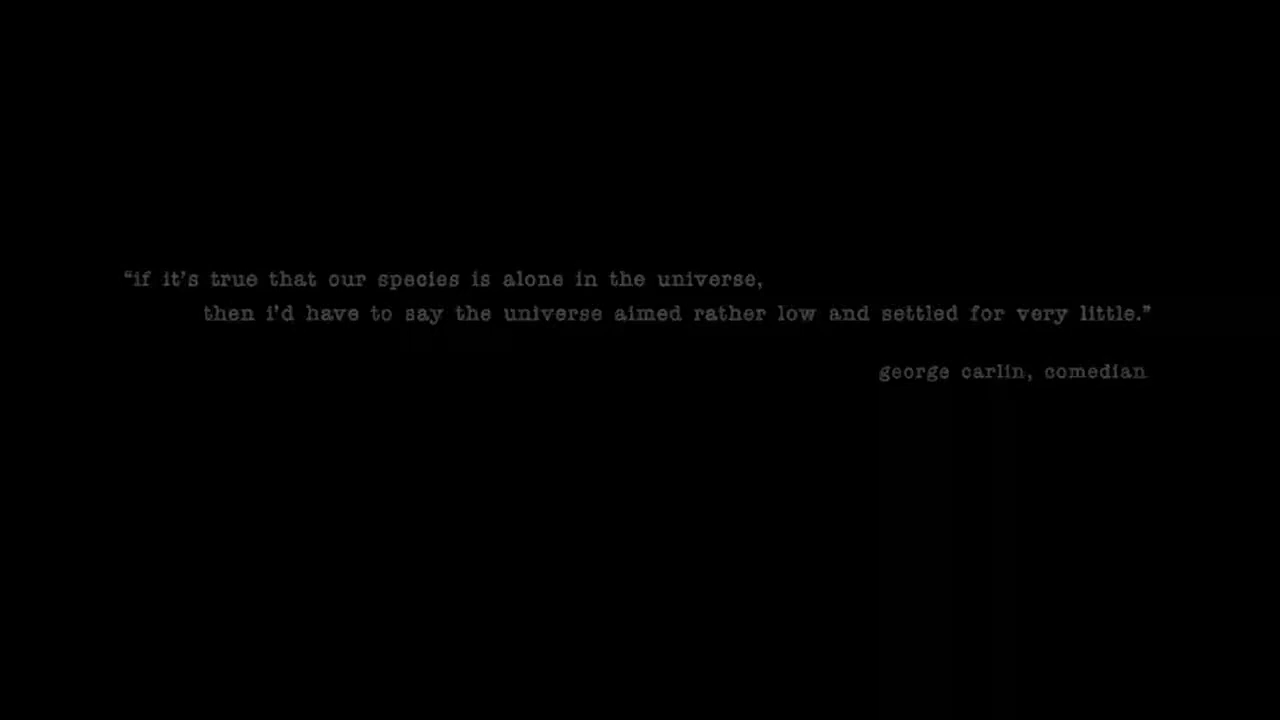 “if it’s true that our species is alone in the universe,
then i’d have to say the universe aimed rather low and settled for very little.”
george carlin, comedian